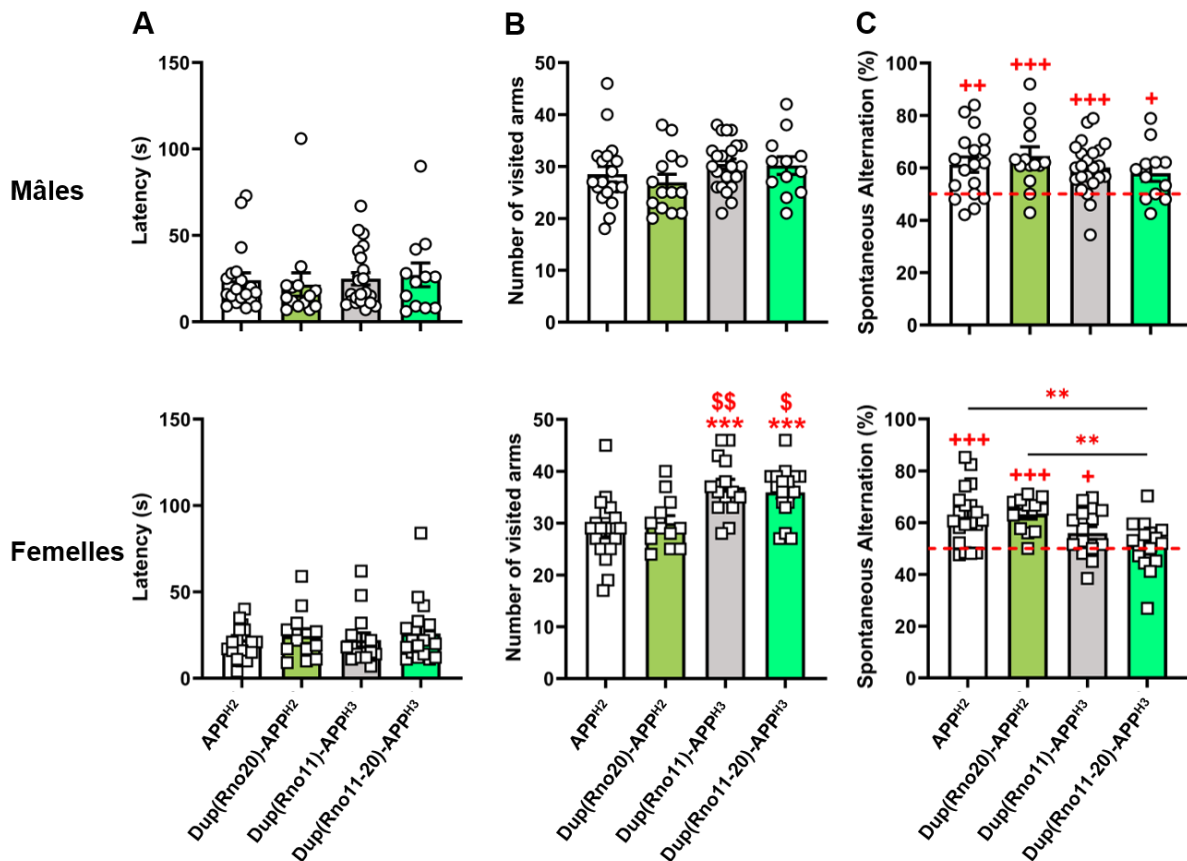 A
B
C
Mâles
Latency (s)
150
100
50
0
Number of visited arms
50
40
30
20
10
0
Spontaneous Alternation (%)
100
80
60
40
20
0
++
+++
+++
+
Femelles
Latency (s)
150
100
50
0
Number of visited arms
50
40
30
20
10
0
$$
***
$
***
Spontaneous Alternation (%)
100
80
60
40
20
0
+++
+++
+
**
**
APPᴴ²
Dup(Rno20)-APPᴴ²
Dup(Rno11)-APPᴴ³
Dup(Rno11-20)-APPᴴ³
APPᴴ²
Dup(Rno20)-APPᴴ²
Dup(Rno11)-APPᴴ³
Dup(Rno11-20)-APPᴴ³
APPᴴ²
Dup(Rno20)-APPᴴ²
Dup(Rno11)-APPᴴ³
Dup(Rno11-20)-APPᴴ³